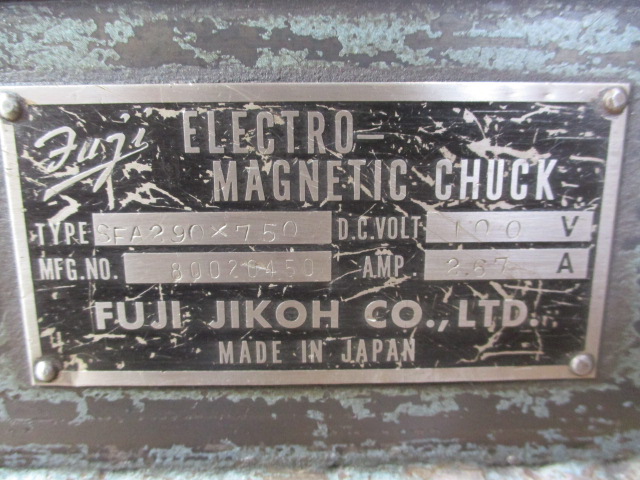 Fuji ELECTRO-
MAGNETIC CHUCK
TYPE SFA290×750 D.C.VOLT 100 V
MFG.NO. 80020450 AMP 2.87 A
FUJI JIKOH CO.,LTD.
MADE IN JAPAN